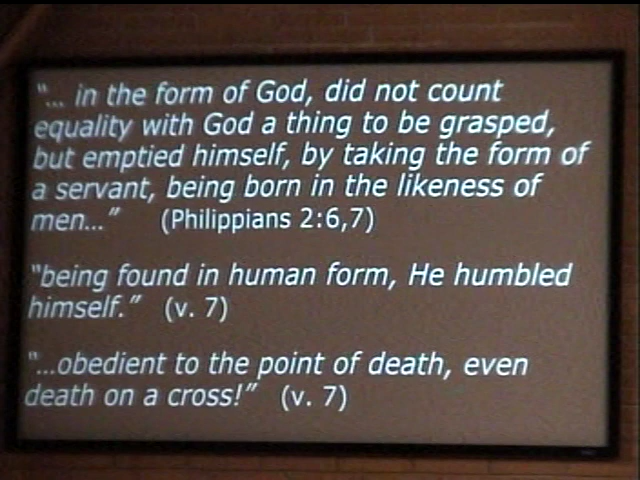 "... in the form of God, did not count
equality with God a thing to be grasped,
but emptied himself, by taking the form of
a servant, being born in the likeness of
men..." (Philippians 2:6,7)
"being found in human form, He humbled
himself." (v. 7)
"...obedient to the point of death, even
death on a cross!" (v. 7)